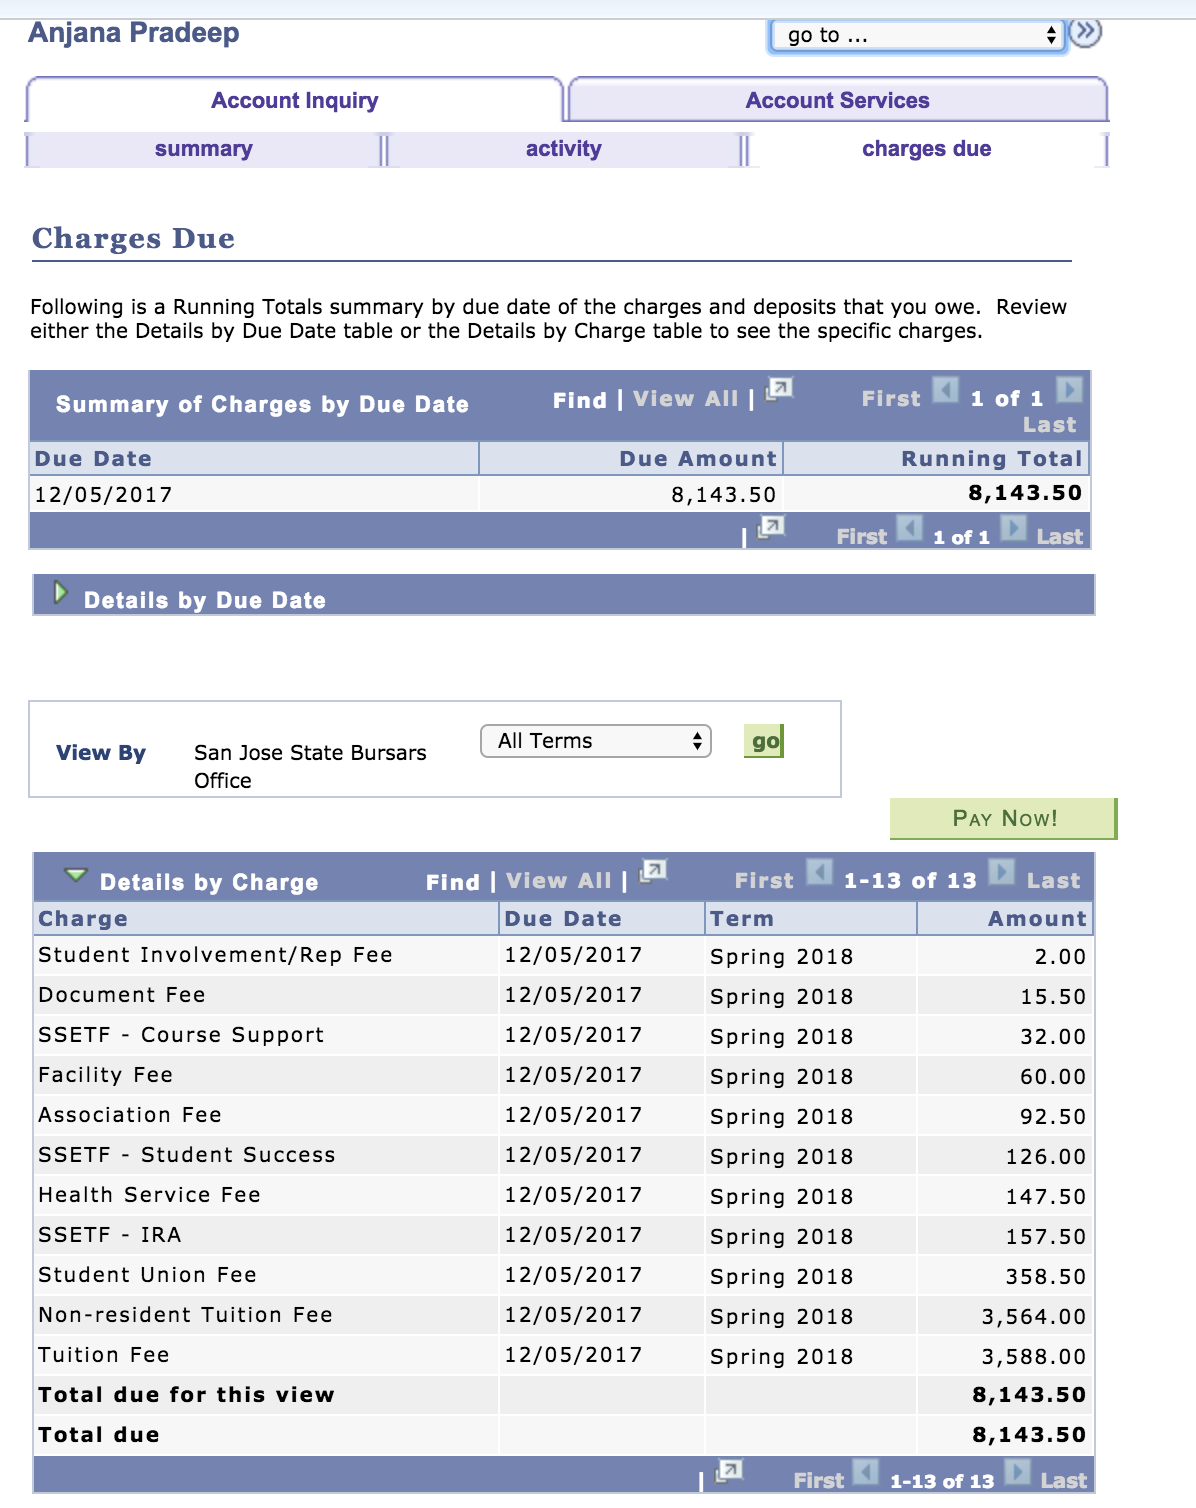 Anjana Pradeep
go to ...
Account Inquiry Account Services
summary activity charges due
Charges Due
Following is a Running Totals summary by due date of the charges and deposits that you owe. Review
either the Details by Due Date table or the Details by Charge table to see the specific charges.
Summary of Charges by Due Date Find | View All | First 1 of 1
Last
Due Date Due Amount Running Total
12/05/2017 8,143.50 8,143.50
| First 1 of 1 Last
Details by Due Date
View By San Jose State Bursars All Terms go
Office
PAY NOW!
Details by Charge Find | View All | First 1-13 of 13 Last
Charge Due Date Term Amount
Student Involvement/Rep Fee 12/05/2017 Spring 2018 2.00
Document Fee 12/05/2017 Spring 2018 15.50
SSETF - Course Support 12/05/2017 Spring 2018 32.00
Facility Fee 12/05/2017 Spring 2018 60.00
Association Fee 12/05/2017 Spring 2018 92.50
SSETF - Student Success 12/05/2017 Spring 2018 126.00
Health Service Fee 12/05/2017 Spring 2018 147.50
SSETF - IRA 12/05/2017 Spring 2018 157.50
Student Union Fee 12/05/2017 Spring 2018 358.50
Non-resident Tuition Fee 12/05/2017 Spring 2018 3,564.00
Tuition Fee 12/05/2017 Spring 2018 3,588.00
Total due for this view 8,143.50
Total due 8,143.50
| First 1-13 of 13 Last